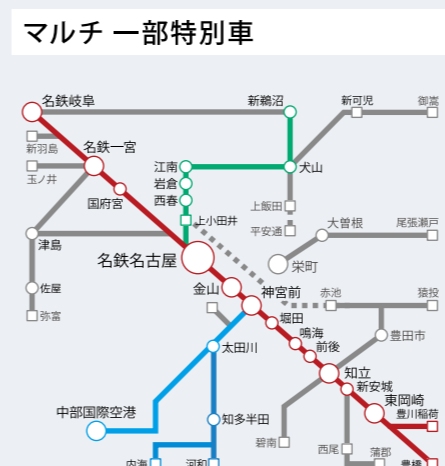 マルチ 一部特別車
名鉄岐阜
新鵜沼
新可児
御嵩
新羽島
名鉄一宮
江南
犬山
玉ノ井
岩倉
国府宮
西春
上飯田
上小田井
大曽根
尾張瀬戸
津島
平安通
名鉄名古屋
栄町
佐屋
金山
神宮前
赤池
猿投
弥富
堀田
鳴海
豊田市
太田川
前後
知立
新安城
中部国際空港
東岡崎
知多半田
豊川稲荷
碧南
西尾
蒲郡
内海
河和
豊橋